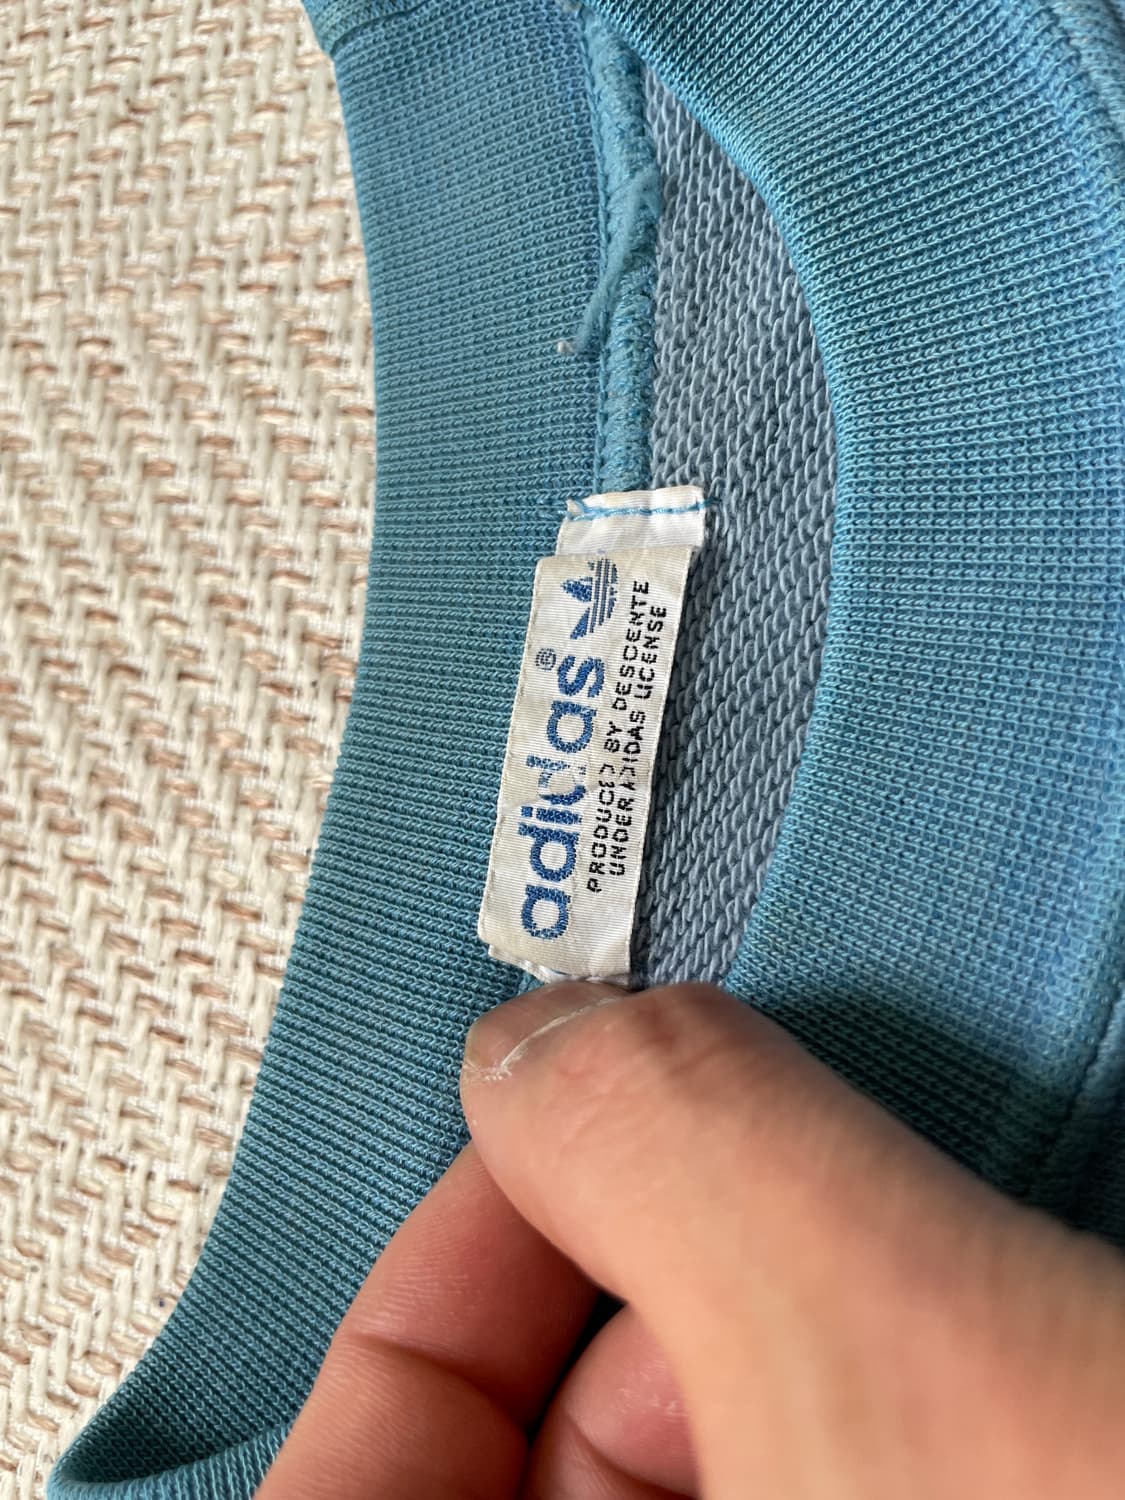 adidas®
PRODUCED BY DESCENTE
UNDER ADIDAS LICENSE